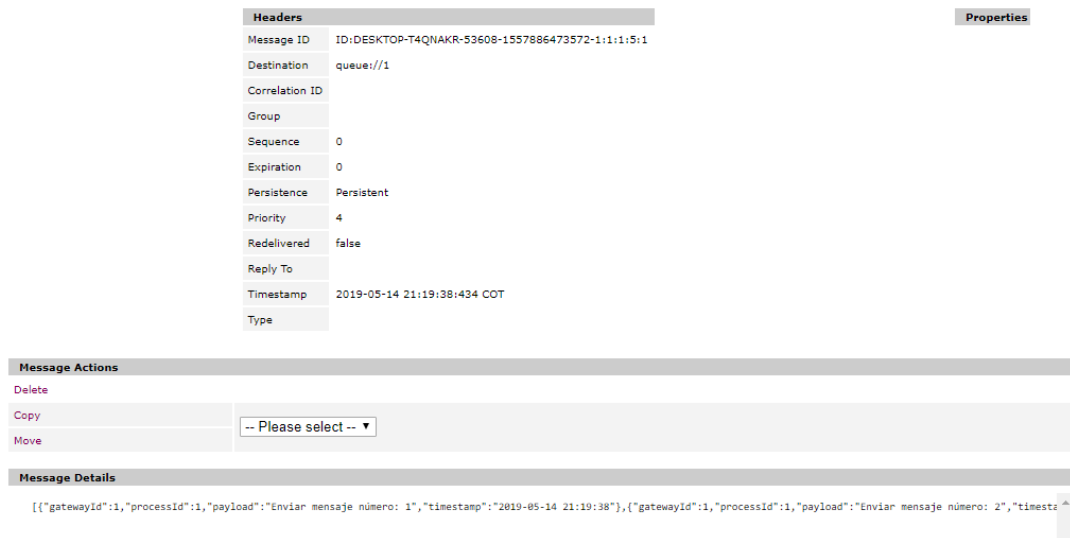 Headers Properties
Message ID ID:DESKTOP-T4QNAKR-53608-1557886473572-1:1:1:5:1
Destination queue://1
Correlation ID
Group
Sequence 0
Expiration 0
Persistence Persistent
Priority 4
Redelivered false
Reply To
Timestamp 2019-05-14 21:19:38:434 COT
Type
Message Actions
Delete
Copy
-- Please select --
Move
Message Details
[{"gatewayId":1,"processId":1,"payload":"Enviar mensaje número: 1","timestamp":"2019-05-14 21:19:38"},{"gatewayId":1,"processId":1,"payload":"Enviar mensaje número: 2","timesta